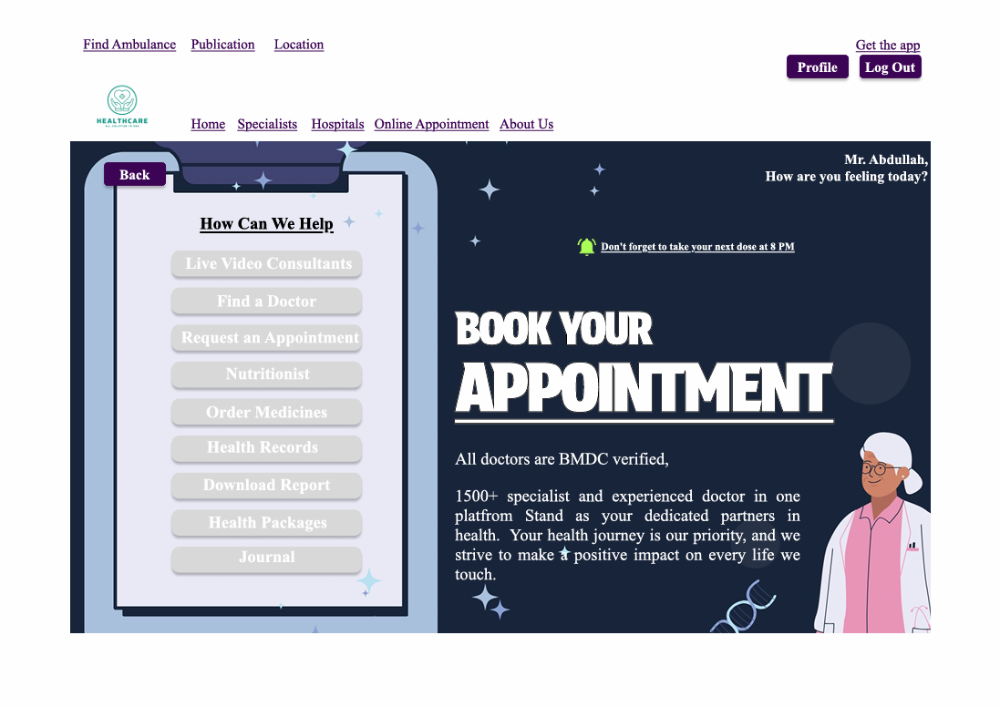 Find Ambulance Publication Location
Get the app
Profile Log Out
HEALTHCARE
ALL SOLUTION IN ONE
Home Specialists Hospitals Online Appointment About Us
Back
Mr. Abdullah,
How are you feeling today?
How Can We Help
Don't forget to take your next dose at 8 PM
Live Video Consultants
Find a Doctor
Request an Appointment
Nutritionist
Order Medicines
Health Records
Download Report
Health Packages
Journal
BOOK YOUR
APPOINTMENT
All doctors are BMDC verified,
1500+ specialist and experienced doctor in one
platfrom Stand as your dedicated partners in
health. Your health journey is our priority, and we
strive to make a positive impact on every life we
touch.